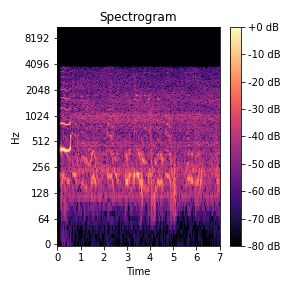 Spectrogram
+0 dB
8192
-10 dB
4096
-20 dB
2048
-30 dB
1024
Hz
512
-40 dB
256
-50 dB
128
-60 dB
64
-70 dB
0
-80 dB
0 1 2 3 4 5 6 7
Time